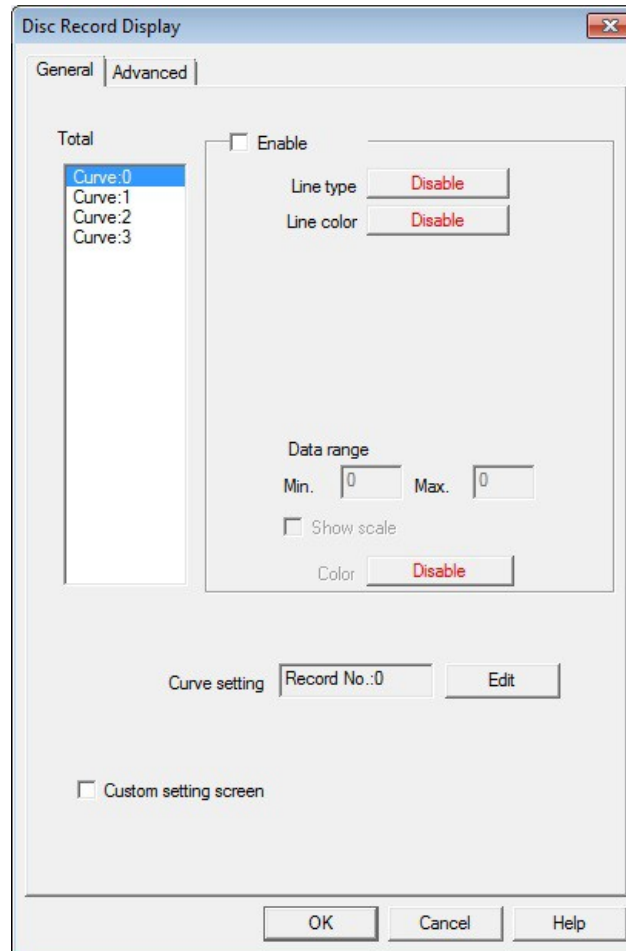 Disc Record Display
General Advanced
Total
Enable
Curve:0
Curve:1
Curve:2
Curve:3
Line type Disable
Line color Disable
Data range
Min. 0 Max. 0
Show scale
Color Disable
Curve setting Record No.:0 Edit
Custom setting screen
OK Cancel Help